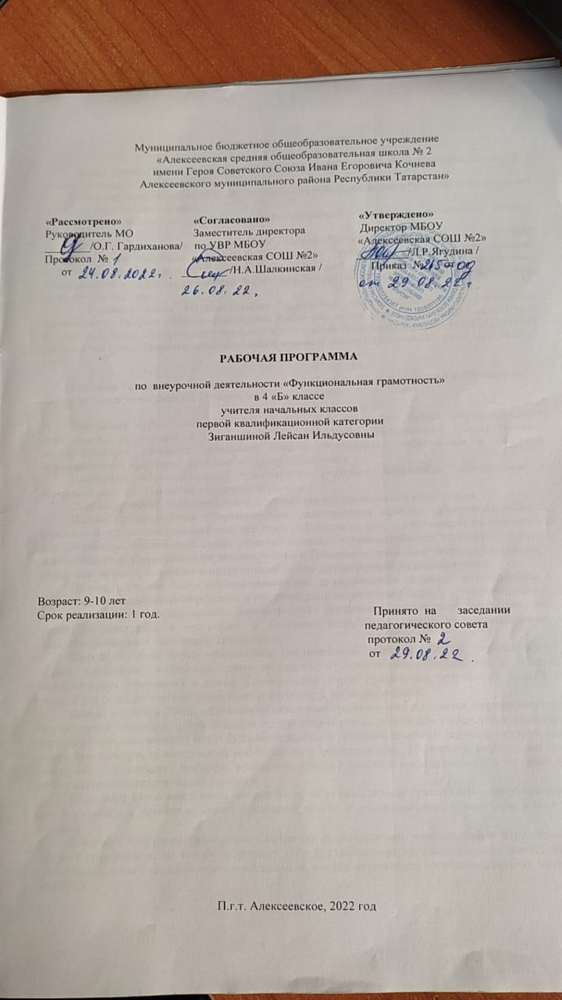 Муниципальное бюджетное общеобразовательное учреждение
«Алексеевская средняя общеобразовательная школа № 2
имени Героя Советского Союза Ивана Егоровича Кочнева
Алексеевского муниципального района Республики Татарстан»
«Рассмотрено»
Руководитель МО
/О.Г. Гардиханова/
Протокол № 1
от 24.08.2022г.
«Согласовано»
Заместитель директора
по УВР МБОУ
«Алексеевская СОШ №2»
/Н.А.Шалкинская /
26.08.22,
«Утверждено»
Директор МБОУ
«Алексеевская СОШ №2»
/Л.Р.Ягудина /
Приказ №265 од
от 29.08.22г.
РАБОЧАЯ ПРОГРАММА
по внеурочной деятельности «Функциональная грамотность»
в 4 «Б» классе
учителя начальных классов
первой квалификационной категории
Зиганшиной Лейсан Ильдусовны
Возраст: 9-10 лет
Срок реализации: 1 год.
Принято на заседании
педагогического совета
протокол № 2
от 29.08.22.
П.г.т. Алексеевское, 2022 год